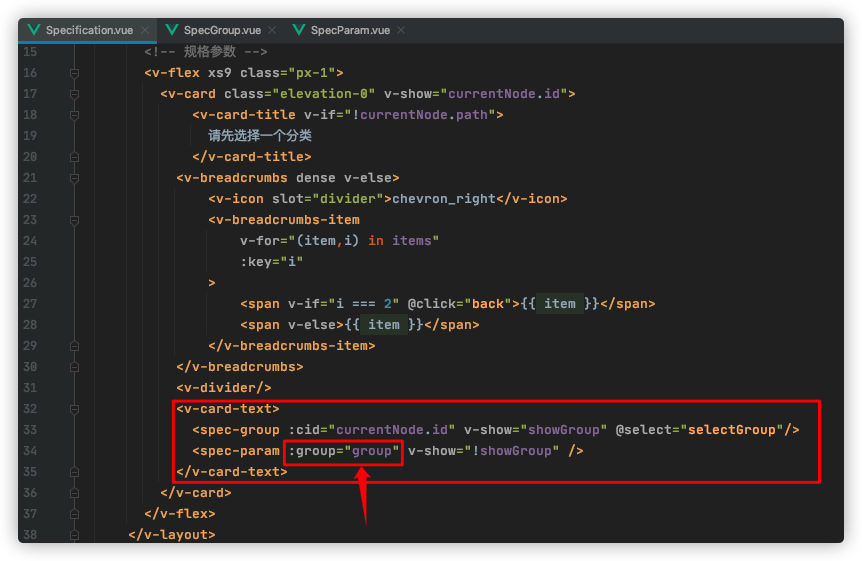 Specification.vue SpecGroup.vue SpecParam.vue
15 <!-- 规格参数 -->
16 <v-flex xs9 class="px-1">
17 <v-card class="elevation-0" v-show="currentNode.id">
18 <v-card-title v-if="!currentNode.path">
19 请先选择一个分类
20 </v-card-title>
21 <v-breadcrumbs dense v-else>
22 <v-icon slot="divider">chevron_right</v-icon>
23 <v-breadcrumbs-item
24 v-for="(item,i) in items"
25 :key="i"
26 >
27 <span v-if="i === 2" @click="back">{{ item }}</span>
28 <span v-else>{{ item }}</span>
29 </v-breadcrumbs-item>
30 </v-breadcrumbs>
31 <v-divider/>
32 <v-card-text>
33 <spec-group :cid="currentNode.id" v-show="showGroup" @select="selectGroup"/>
34 <spec-param :group="group" v-show="!showGroup" />
35 </v-card-text>
36 </v-card>
37 </v-flex>
38 </v-layout>